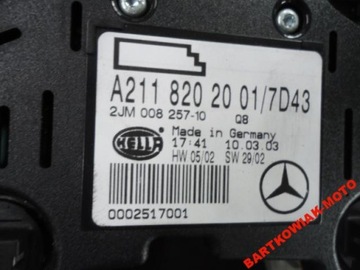 A211 820 20 01/7D43
2JM 008 257-10 Q8
Made in Germany
17:41 10.03.03
HELLA
HW 05/02 SW 29/02
0002517001
BARTKOWIAK-MOTO